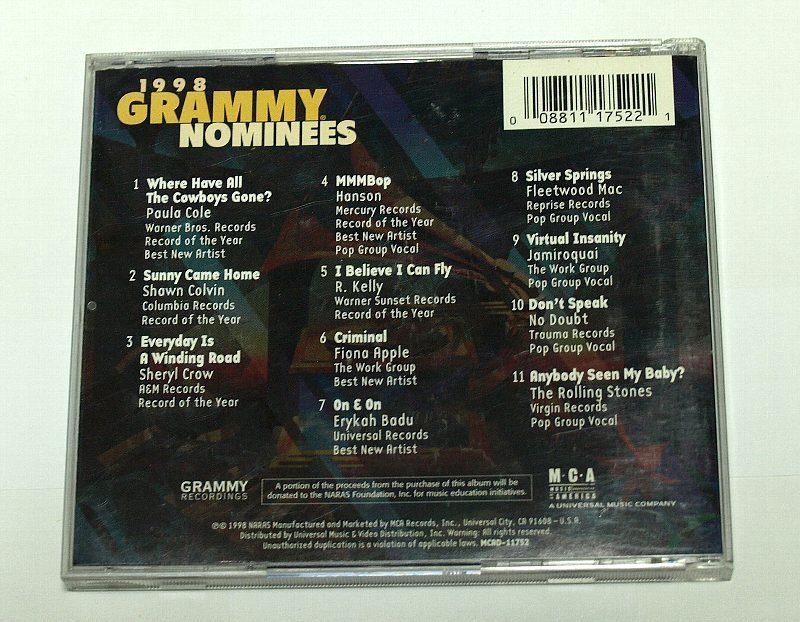 1998
GRAMMY®
NOMINEES
0 08811 17522 1
1 Where Have All
The Cowboys Gone?
Paula Cole
Warner Bros. Records
Record of the Year
Best New Artist
2 Sunny Came Home
Shawn Colvin
Columbia Records
Record of the Year
3 Everyday Is
A Winding Road
Sheryl Crow
A&M Records
Record of the Year
4 MMMBop
Hanson
Mercury Records
Record of the Year
Best New Artist
Pop Group Vocal
5 I Believe I Can Fly
R. Kelly
Warner Sunset Records
Record of the Year
6 Criminal
Fiona Apple
The Work Group
Best New Artist
7 On & On
Erykah Badu
Universal Records
Best New Artist
8 Silver Springs
Fleetwood Mac
Reprise Records
Pop Group Vocal
9 Virtual Insanity
Jamiroquai
The Work Group
Pop Group Vocal
10 Don't Speak
No Doubt
Trauma Records
Pop Group Vocal
11 Anybody Seen My Baby?
The Rolling Stones
Virgin Records
Pop Group Vocal
GRAMMY
RECORDINGS
A portion of the proceeds from the purchase of this album will be
donated to the NARAS Foundation, Inc. for music education initiatives.
M·C·A
MUSIC
AMERICA
A UNIVERSAL MUSIC COMPANY
℗© 1998 NARAS Manufactured and Marketed by MCA Records, Inc., Universal City, CA 91608 – U.S.A.
Distributed by Universal Music & Video Distribution, Inc. Warning: All rights reserved.
Unauthorized duplication is a violation of applicable laws. MCAD-11752